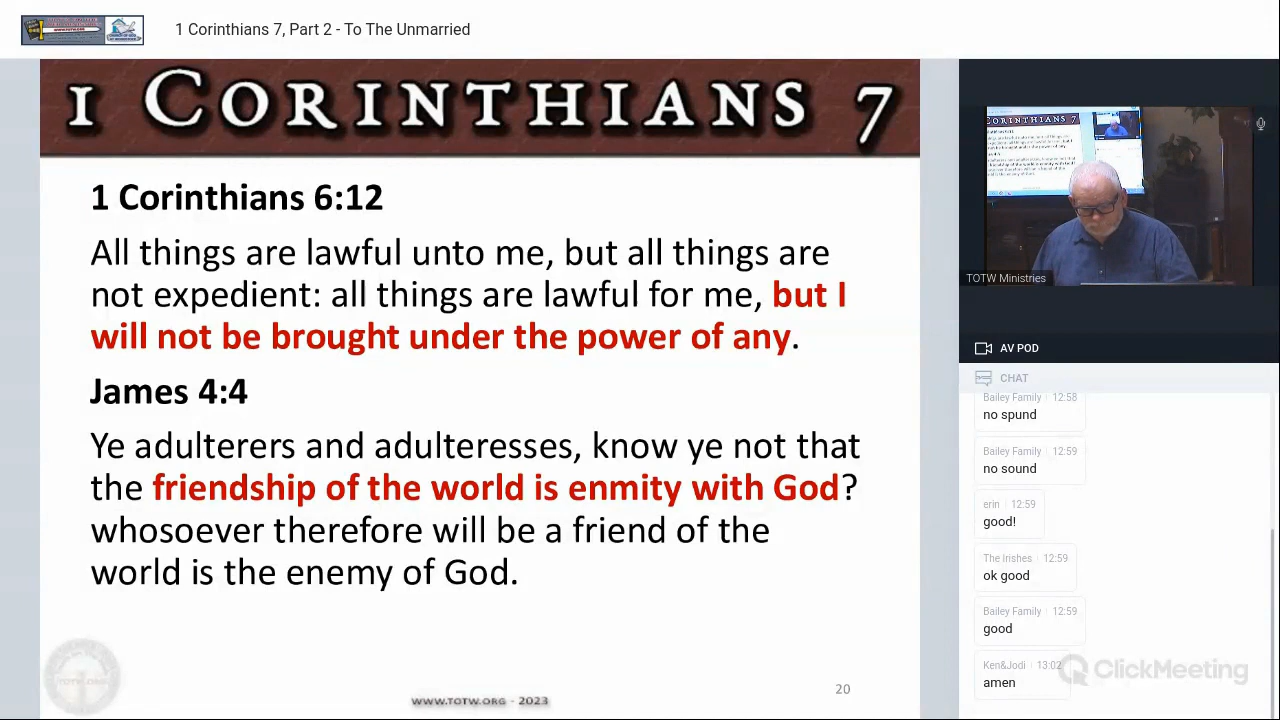 1 Corinthians 7, Part 2 - To The Unmarried
1 CORINTHIANS 7
1 Corinthians 6:12
All things are lawful unto me, but all things are
not expedient: all things are lawful for me, but I
will not be brought under the power of any.
James 4:4
Ye adulterers and adulteresses, know ye not that
the friendship of the world is enmity with God?
whosoever therefore will be a friend of the
world is the enemy of God.
WWW.TOTW.ORG - 2023
20
TOTW Ministries
AV POD
CHAT
Bailey Family 12:58
no spund
Bailey Family 12:59
no sound
erin 12:59
good!
The Irishes 12:59
ok good
Bailey Family 12:59
good
Ken&Jodi 13:02
amen
ClickMeeting